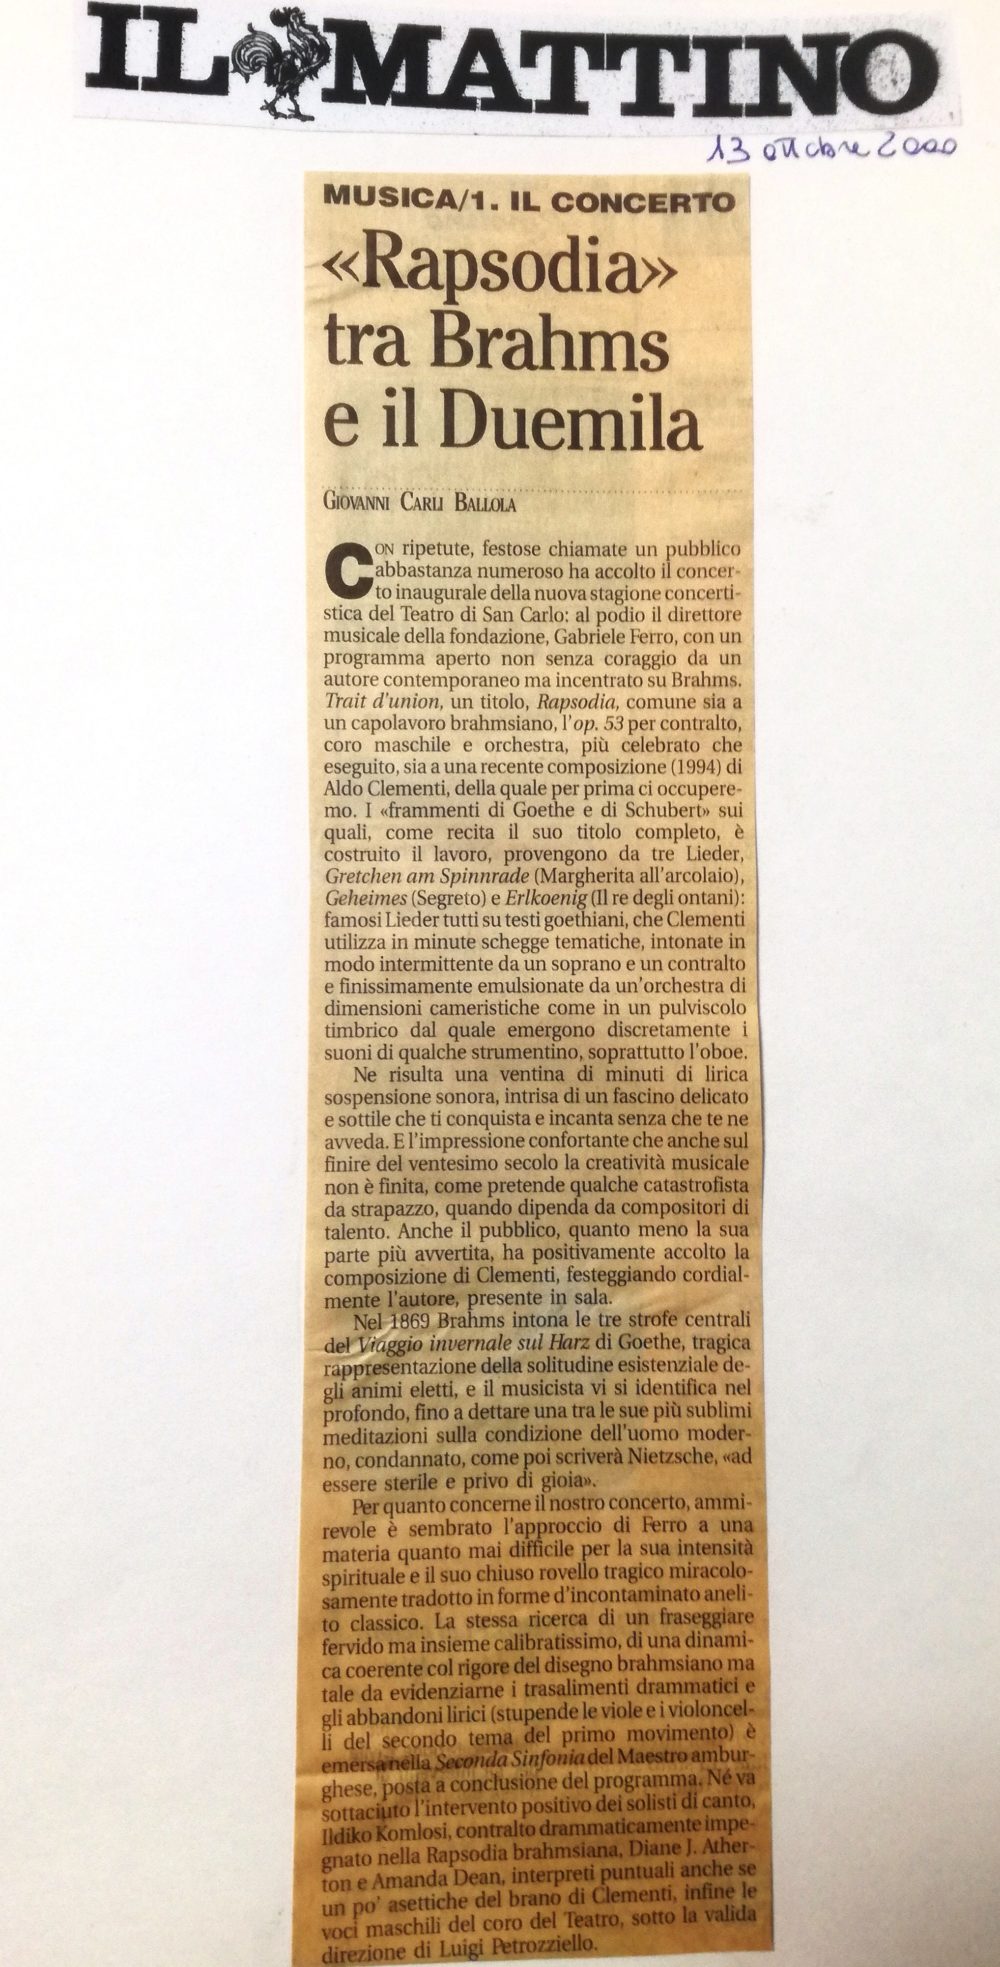 IL MATTINO
13 ottobre 2000
MUSICA/1. IL CONCERTO
«Rapsodia»
tra Brahms
e il Duemila
GIOVANNI CARLI BALLOLA
CON ripetute, festose chiamate un pubblico
abbastanza numeroso ha accolto il concer-
to inaugurale della nuova stagione concerti-
stica del Teatro di San Carlo: al podio il direttore
musicale della fondazione, Gabriele Ferro, con un
programma aperto non senza coraggio da un
autore contemporaneo ma incentrato su Brahms.
Trait d'union, un titolo, Rapsodia, comune sia a
un capolavoro brahmsiano, l'op. 53 per contralto,
coro maschile e orchestra, più celebrato che
eseguito, sia a una recente composizione (1994) di
Aldo Clementi, della quale per prima ci occupere-
mo. I «frammenti di Goethe e di Schubert» sui
quali, come recita il suo titolo completo, è
costruito il lavoro, provengono da tre Lieder,
Gretchen am Spinnrade (Margherita all'arcolaio),
Geheimes (Segreto) e Erlkoenig (Il re degli ontani):
famosi Lieder tutti su testi goethiani, che Clementi
utilizza in minute schegge tematiche, intonate in
modo intermittente da un soprano e un contralto
e finissimamente emulsionate da un'orchestra di
dimensioni cameristiche come in un pulviscolo
timbrico dal quale emergono discretamente i
suoni di qualche strumentino, soprattutto l'oboe.
Ne risulta una ventina di minuti di lirica
sospensione sonora, intrisa di un fascino delicato
e sottile che ti conquista e incanta senza che te ne
avveda. E l'impressione confortante che anche sul
finire del ventesimo secolo la creatività musicale
non è finita, come pretende qualche catastrofista
da strapazzo, quando dipenda da compositori di
talento. Anche il pubblico, quanto meno la sua
parte più avvertita, ha positivamente accolto la
composizione di Clementi, festeggiando cordial-
mente l'autore, presente in sala.
Nel 1869 Brahms intona le tre strofe centrali
del Viaggio invernale sul Harz di Goethe, tragica
rappresentazione della solitudine esistenziale de-
gli animi eletti, e il musicista vi si identifica nel
profondo, fino a dettare una tra le sue più sublimi
meditazioni sulla condizione dell'uomo moder-
no, condannato, come poi scriverà Nietzsche, «ad
essere sterile e privo di gioia».
Per quanto concerne il nostro concerto, ammi-
revole è sembrato l'approccio di Ferro a una
materia quanto mai difficile per la sua intensità
spirituale e il suo chiuso rovello tragico miracolo-
samente tradotto in forme d'incontaminato aneli-
to classico. La stessa ricerca di un fraseggiare
fervido ma insieme calibratissimo, di una dinami-
ca coerente col rigore del disegno brahmsiano ma
tale da evidenziarne i trasalimenti drammatici e
gli abbandoni lirici (stupende le viole e i violoncel-
li del secondo tema del primo movimento) è
emersa nella Seconda Sinfonia del Maestro ambur-
ghese, posta a conclusione del programma. Né va
sottaciuto l'intervento positivo dei solisti di canto,
Ildiko Komlosi, contralto drammaticamente impe-
gnato nella Rapsodia brahmsiana, Diane J. Ather-
ton e Amanda Dean, interpreti puntuali anche se
un po' asettiche del brano di Clementi, infine le
voci maschili del coro del Teatro, sotto la valida
direzione di Luigi Petrozziello.